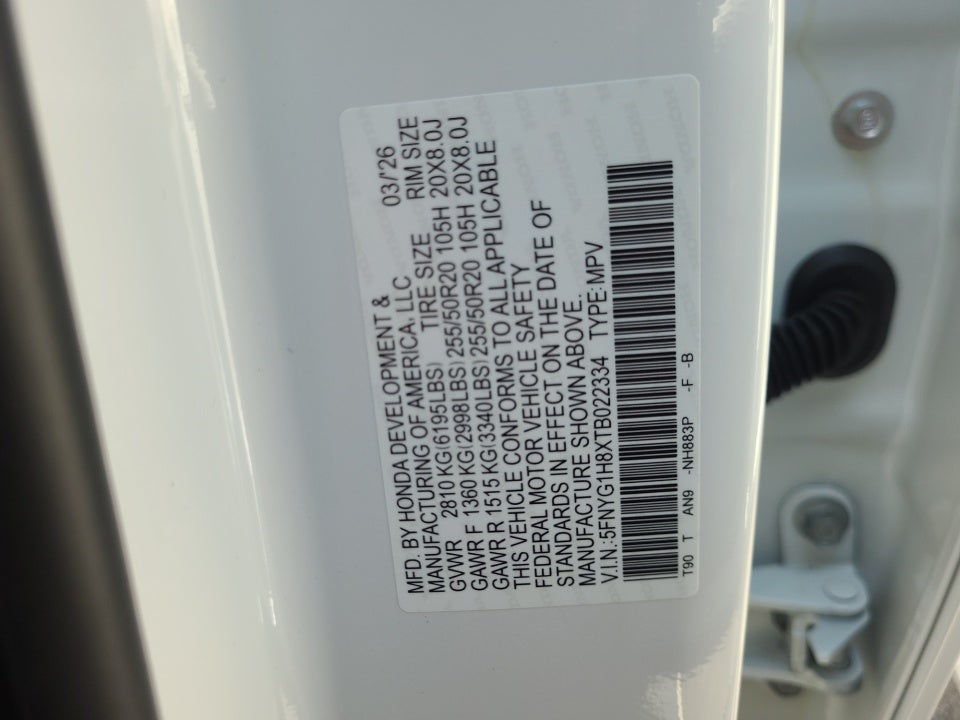 MFD. BY HONDA DEVELOPMENT & 03/'26
MANUFACTURING OF AMERICA, LLC
TIRE SIZE RIM SIZE
GVWR 2810 KG(6195LBS)
GAWR F 1360 KG(2998LBS) 255/50R20 105H 20X8.0J
GAWR R 1515 KG(3340LBS) 255/50R20 105H 20X8.0J
THIS VEHICLE CONFORMS TO ALL APPLICABLE
FEDERAL MOTOR VEHICLE SAFETY
STANDARDS IN EFFECT ON THE DATE OF
MANUFACTURE SHOWN ABOVE.
V.I.N.:5FNYG1H8XTB022334 TYPE:MPV
T90 T AN9 -NH883P -F -B